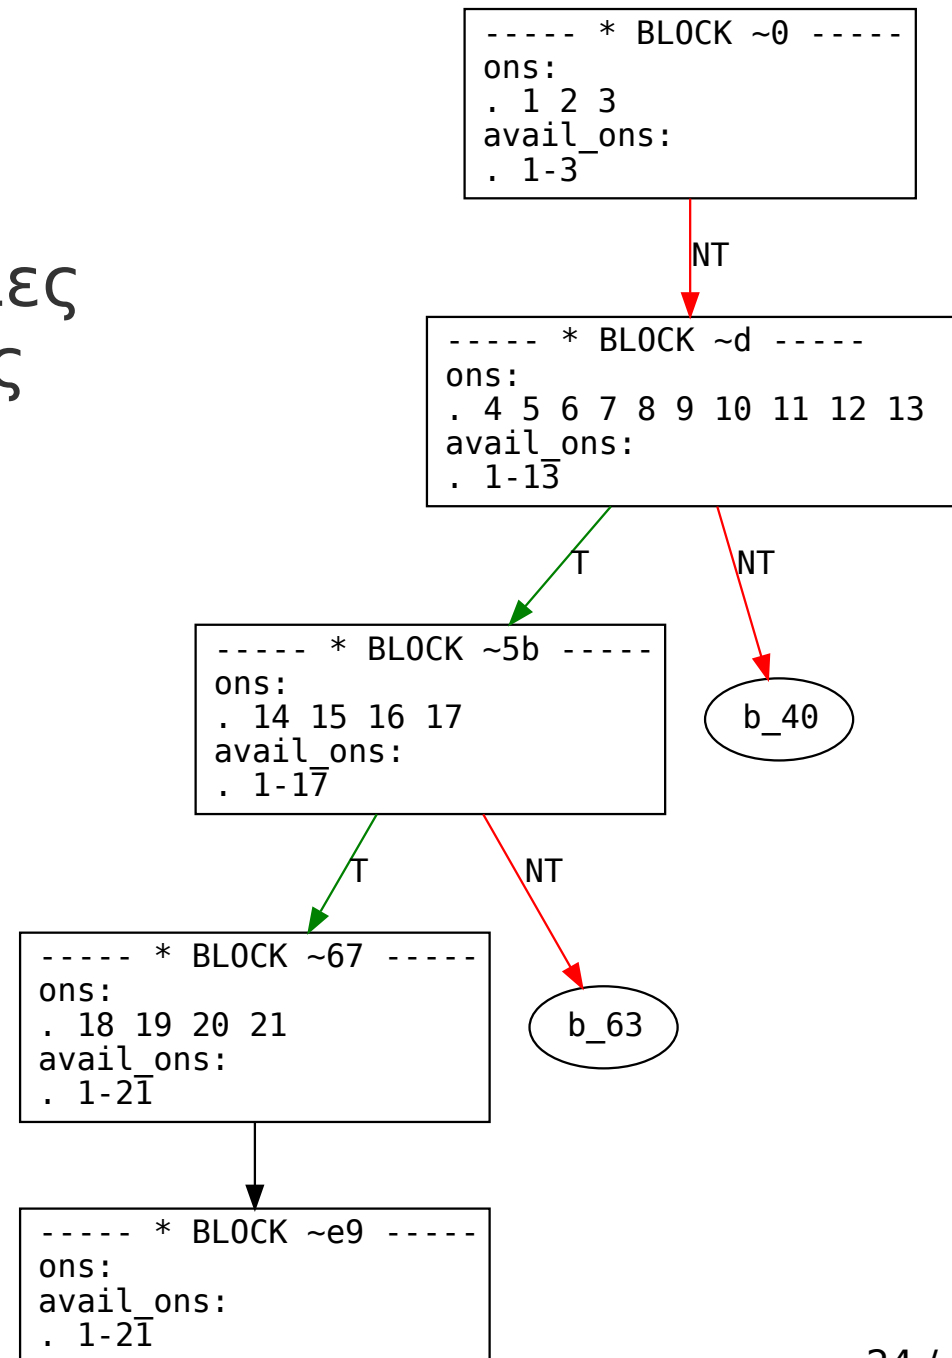 ----- * BLOCK ~0 -----
ons:
. 1 2 3
avail_ons:
. 1-3
NT
----- * BLOCK ~d -----
ons:
. 4 5 6 7 8 9 10 11 12 13
avail_ons:
. 1-13
T
NT
----- * BLOCK ~5b -----
ons:
. 14 15 16 17
avail_ons:
. 1-17
b_40
T
NT
----- * BLOCK ~67 -----
ons:
. 18 19 20 21
avail_ons:
. 1-21
b_63
----- * BLOCK ~e9 -----
ons:
avail_ons:
. 1-21